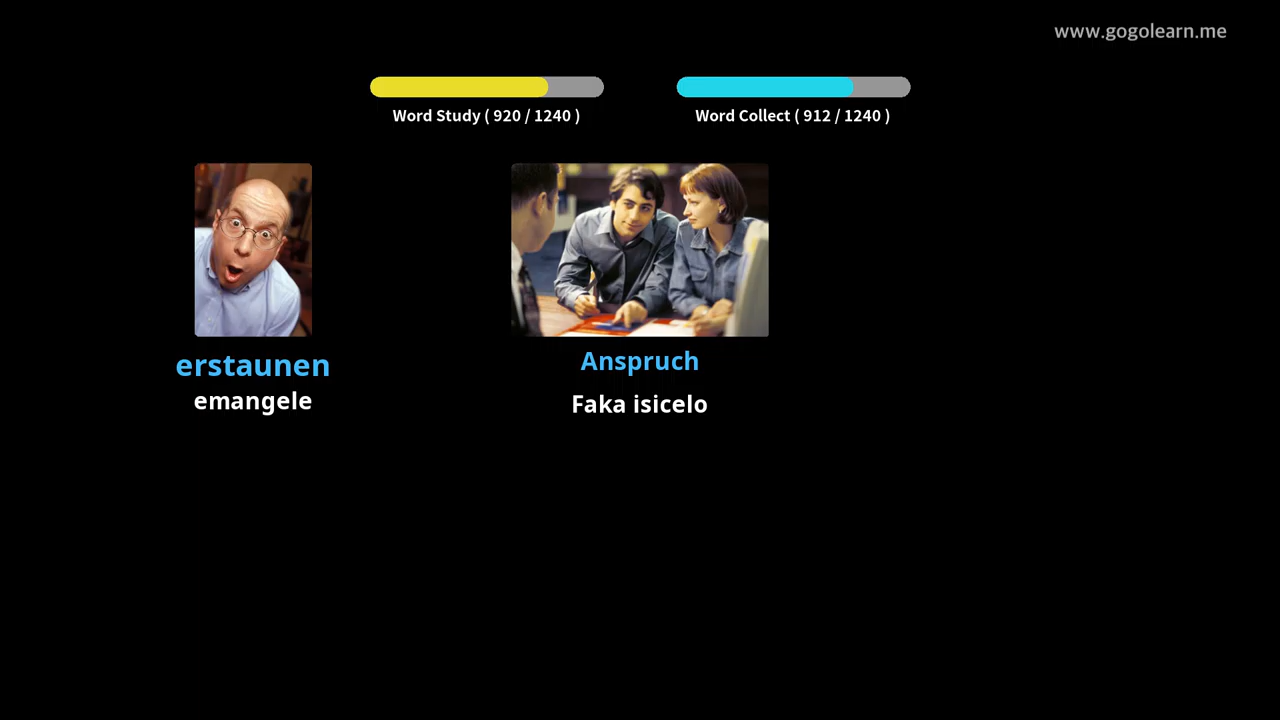 www.gogolearn.me
Word Study ( 920 / 1240 )
Word Collect ( 912 / 1240 )
erstaunen
emangele
Anspruch
Faka isicelo